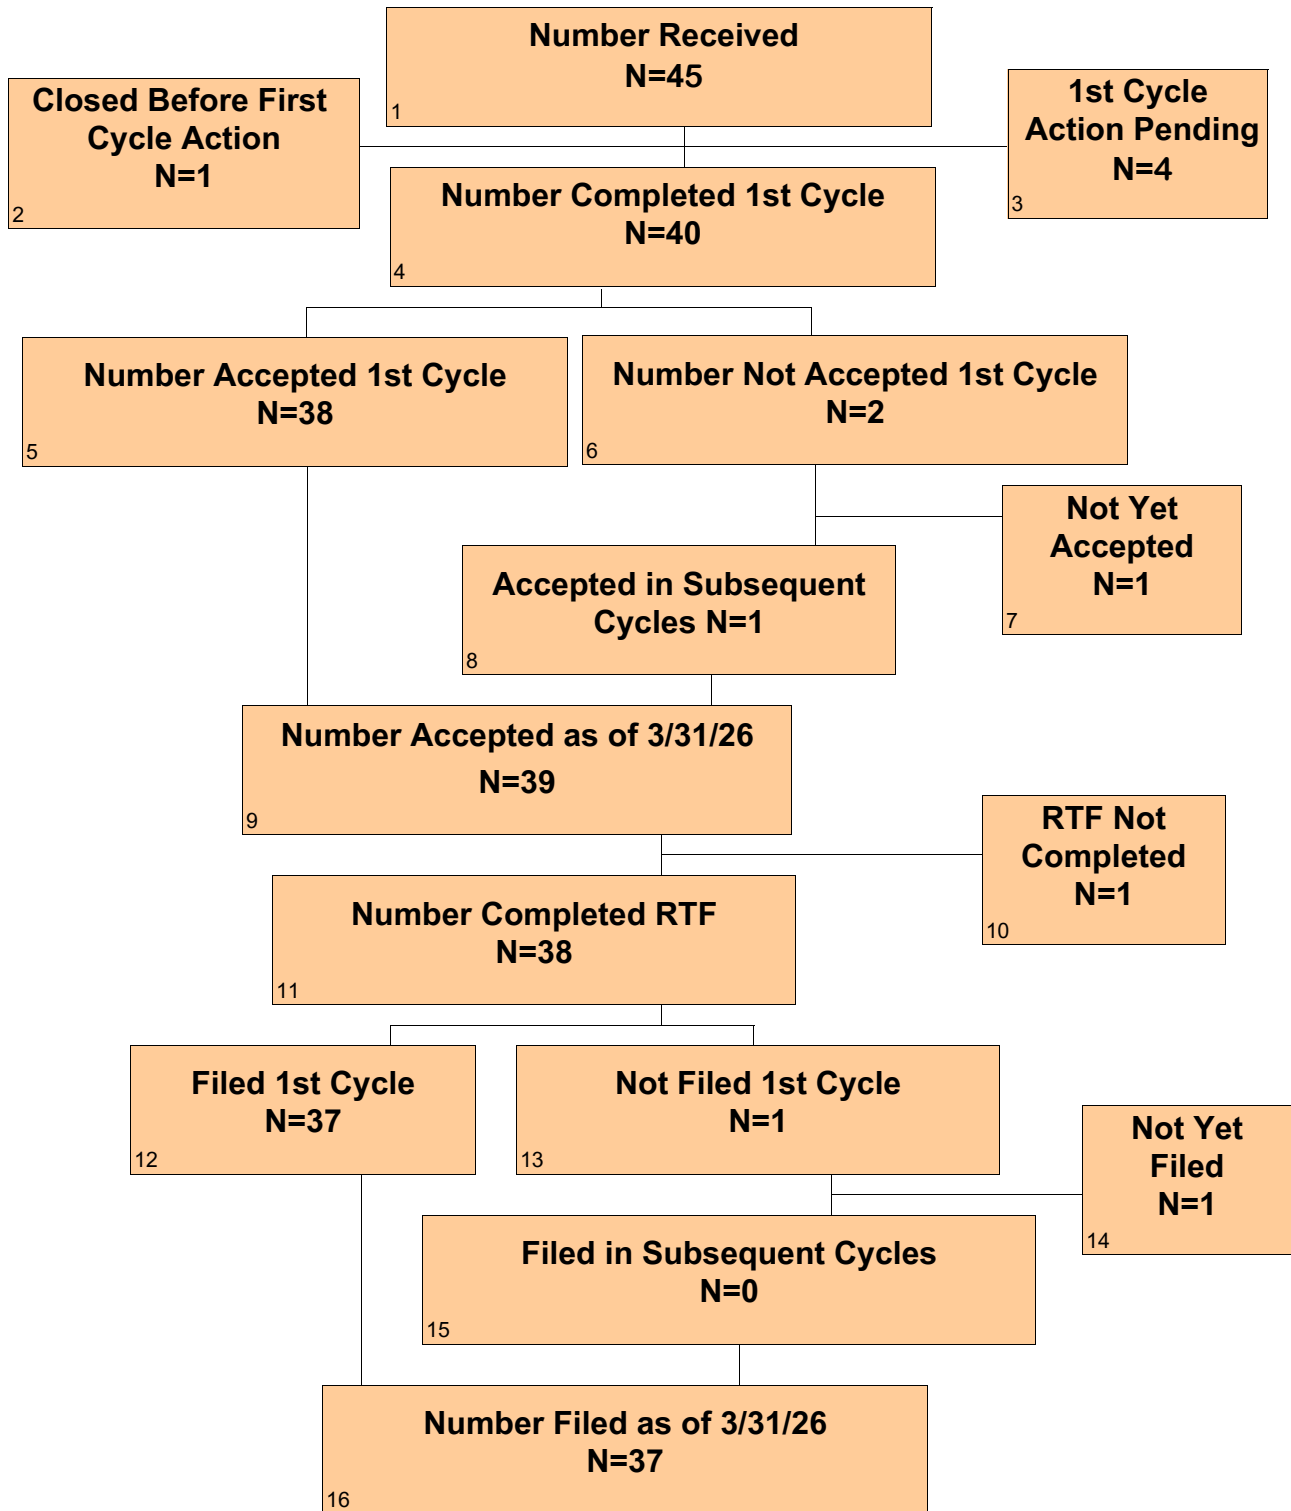 Number Received
N=45
1
Closed Before First
Cycle Action
N=1
2
1st Cycle
Action Pending
N=4
3
Number Completed 1st Cycle
N=40
4
Number Accepted 1st Cycle
N=38
5
Number Not Accepted 1st Cycle
N=2
6
Not Yet
Accepted
N=1
7
Accepted in Subsequent
Cycles N=1
8
Number Accepted as of 3/31/26
N=39
9
RTF Not
Completed
N=1
10
Number Completed RTF
N=38
11
Filed 1st Cycle
N=37
12
Not Filed 1st Cycle
N=1
13
Not Yet
Filed
N=1
14
Filed in Subsequent Cycles
N=0
15
Number Filed as of 3/31/26
N=37
16